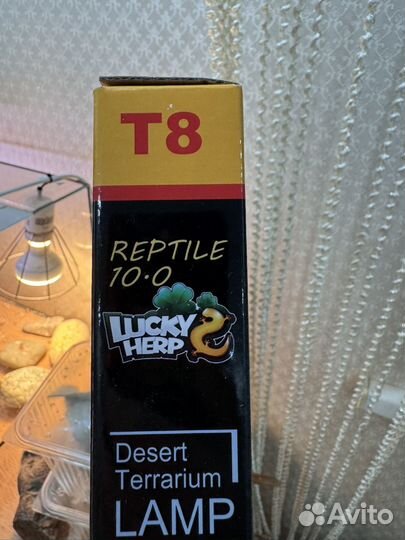 T8
REPTILE
10.0
LUCKY
HERP
Desert
Terrarium
LAMP
Avito